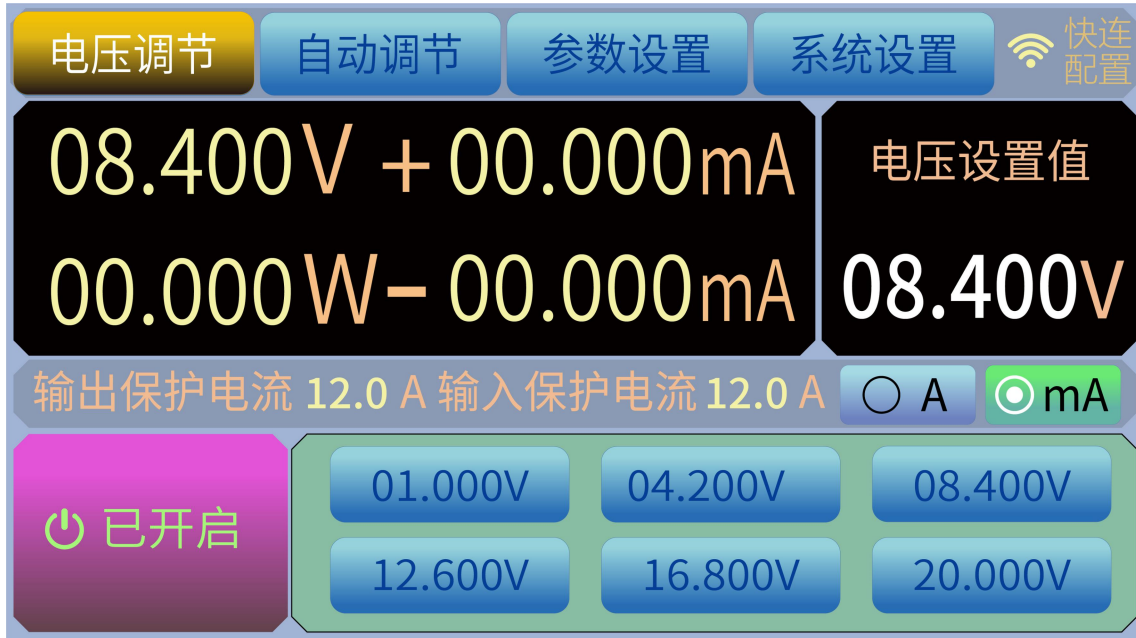 电压调节 自动调节 参数设置 系统设置 快连
配置
08.400V +00.000mA
00.000W-00.000mA
电压设置值
08.400V
输出保护电流 12.0 A 输入保护电流 12.0 A A mA
已开启
01.000V 04.200V 08.400V
12.600V 16.800V 20.000V